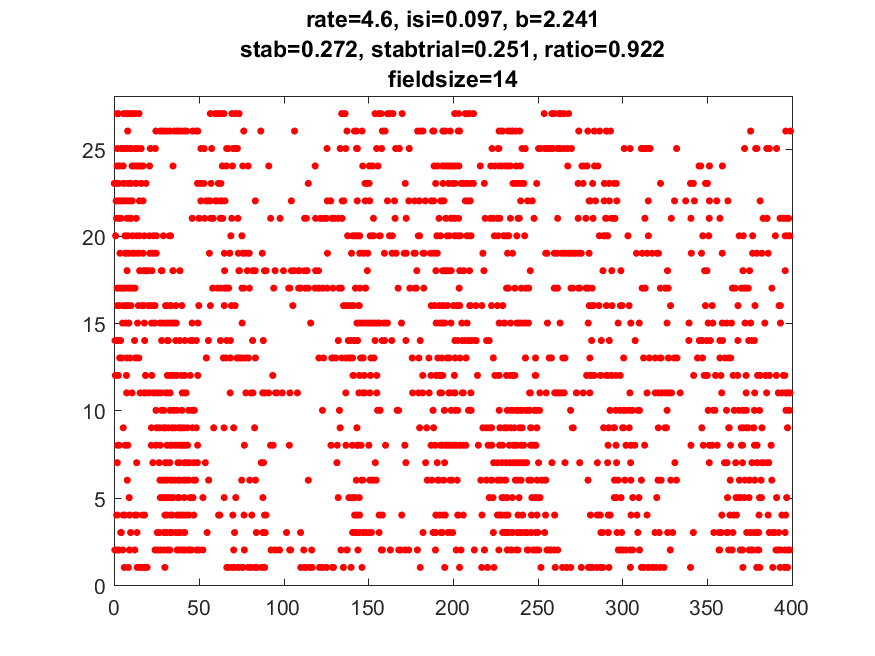 rate=4.6, isi=0.097, b=2.241
stab=0.272, stabtrial=0.251, ratio=0.922
fieldsize=14
25
20
15
10
5
0
0 50 100 150 200 250 300 350 400